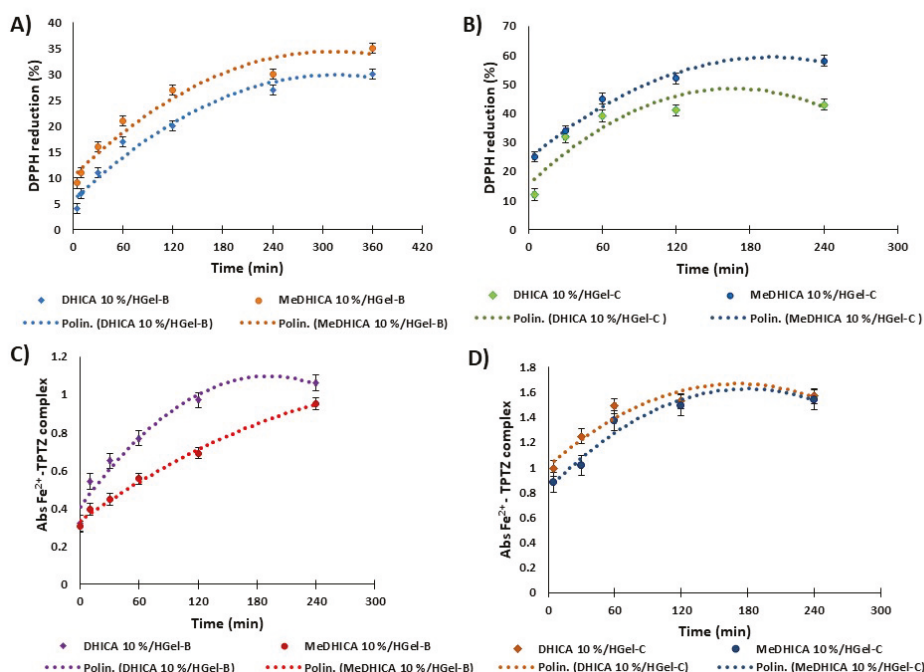 A)
DPPH reduction (%)
40
35
30
25
20
15
10
5
0
0 60 120 180 240 300 360 420
Time (min)
DHICA 10 %/HGel-B MeDHICA 10 %/HGel-B
Polin. (DHICA 10 %/HGel-B) Polin. (MeDHICA 10 %/HGel-B)
B)
DPPH reduction (%)
70
60
50
40
30
20
10
0
0 60 120 180 240 300
Time (min)
DHICA 10 %/HGel-C MeDHICA 10 %/HGel-C
Polin. (DHICA 10 %/HGel-C ) Polin. (MeDHICA 10 %/HGel-C )
C)
Abs Fe²⁺-TPTZ complex
1.2
1
0.8
0.6
0.4
0.2
0
0 60 120 180 240 300
Time (min)
DHICA 10 %/HGel-B MeDHICA 10 %/HGel-B
Polin. (DHICA 10 %/HGel-B) Polin. (MeDHICA 10 %/HGel-B)
D)
Abs Fe²⁺- TPTZ complex
1.8
1.6
1.4
1.2
1
0.8
0.6
0.4
0.2
0
0 60 120 180 240 300
Time (min)
DHICA 10 %/HGel-C MeDHICA 10 %/HGel-C
Polin. (DHICA 10 %/HGel-C) Polin. (MeDHICA 10 %/HGel-C)